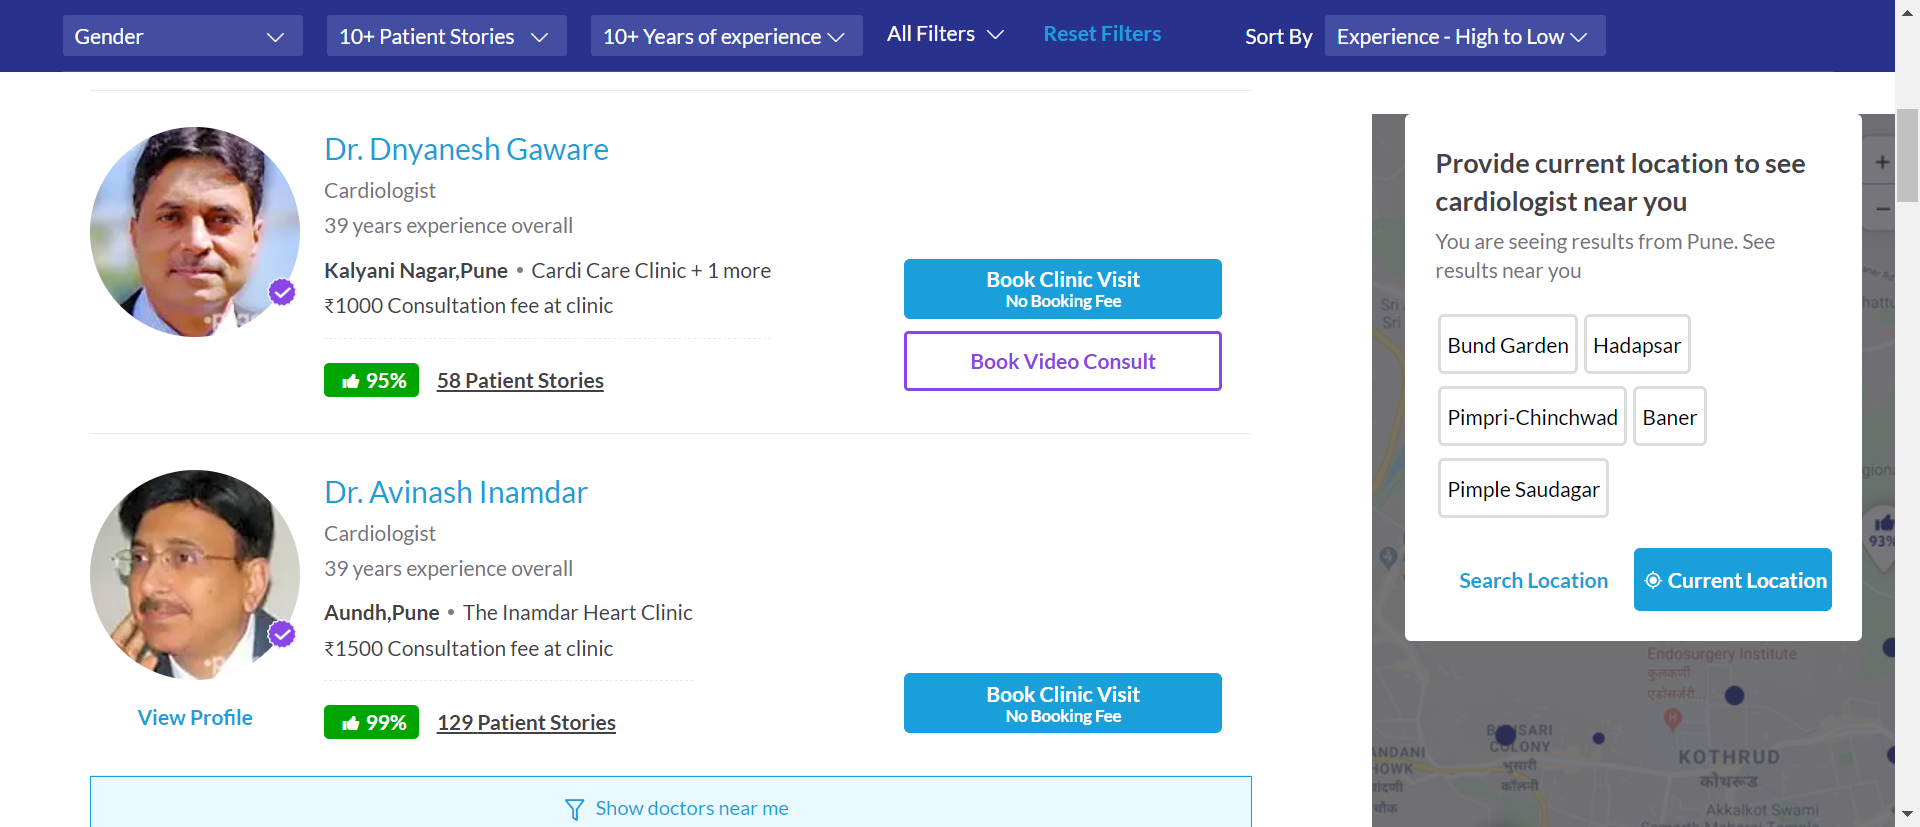 Gender
10+ Patient Stories
10+ Years of experience
All Filters
Reset Filters
Sort By
Experience - High to Low
Dr. Dnyanesh Gaware
Cardiologist
39 years experience overall
Kalyani Nagar,Pune • Cardi Care Clinic + 1 more
₹1000 Consultation fee at clinic
95% 58 Patient Stories
Book Clinic Visit
No Booking Fee
Book Video Consult
Dr. Avinash Inamdar
Cardiologist
39 years experience overall
Aundh,Pune • The Inamdar Heart Clinic
₹1500 Consultation fee at clinic
View Profile
99% 129 Patient Stories
Book Clinic Visit
No Booking Fee
Show doctors near me
Provide current location to see
cardiologist near you
You are seeing results from Pune. See
results near you
Bund Garden
Hadapsar
Pimpri-Chinchwad
Baner
Pimple Saudagar
Search Location
Current Location
+
−
Sri
Sri
93%
Endosurgery Institute
कुलकर्णी
एंडोसर्जरी...
COLONY
भुसारी
कॉलनी
KOTHRUD
कोथरूड
चौक
Akkalkot Swami